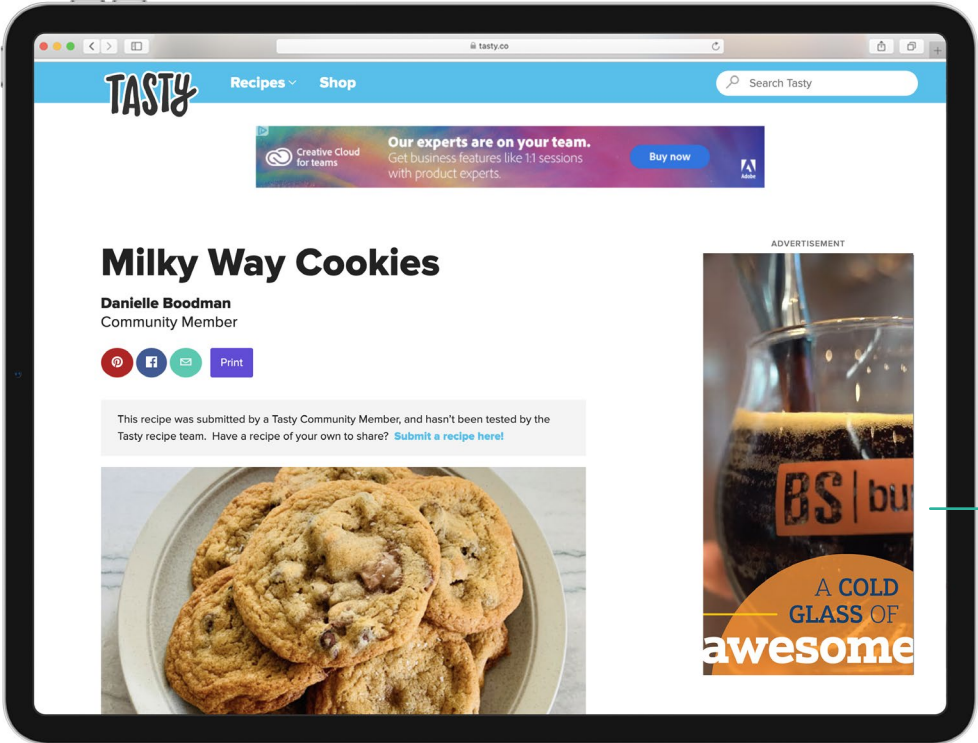 tasty.co
TASTY
Recipes
Shop
Search Tasty
Creative Cloud
for teams
Our experts are on your team.
Get business features like 1:1 sessions
with product experts.
Buy now
Adobe
Milky Way Cookies
Danielle Boodman
Community Member
Print
This recipe was submitted by a Tasty Community Member, and hasn't been tested by the
Tasty recipe team. Have a recipe of your own to share? Submit a recipe here!
ADVERTISEMENT
BS
A COLD
GLASS OF
awesome